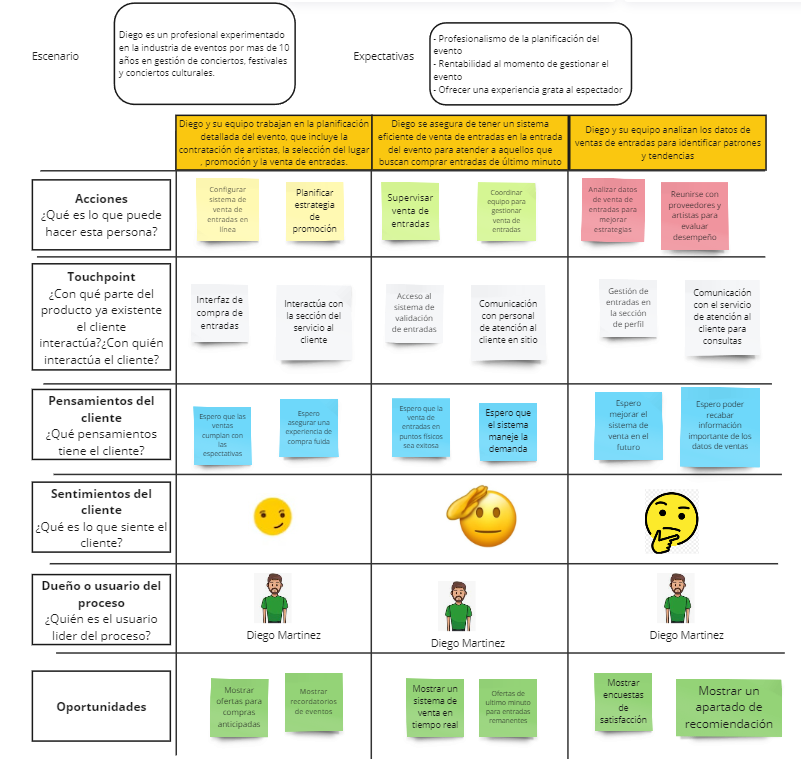 Escenario
Diego es un profesional experimentado
en la industria de eventos por mas de 10
años en gestión de conciertos, festivales
y conciertos culturales.
Expectativas
- Profesionalismo de la planificación del
evento
- Rentabilidad al momento de gestionar el
evento
- Ofrecer una experiencia grata al espectador
Diego y su equipo trabajan en la planificación
detallada del evento, que incluye la
contratación de artistas, la selección del lugar
, promoción y la venta de entradas.
Diego se asegura de tener un sistema
eficiente de venta de entradas en la entrada
del evento para atender a aquellos que
buscan comprar entradas de último minuto
Diego y su equipo analizan los datos de
ventas de entradas para identificar patrones
y tendencias
Acciones
¿Qué es lo que puede
hacer esta persona?
Configurar
sistema de
venta de
entradas en
línea
Planificar
estrategia
de
promoción
Supervisar
venta de
entradas
Coordinar
equipo para
gestionar
venta de
entradas
Analizar datos
de venta de
entradas para
mejorar
estrategias
Reunirse con
proveedores y
artistas para
evaluar
desempeño
Touchpoint
¿Con qué parte del
producto ya existente
el cliente
interactúa?¿Con quién
interactúa el cliente?
Interfaz de
compra de
entradas
Interactúa con
la sección del
servicio al
cliente
Acceso al
sistema de
validación
de entradas
Comunicación
con personal
de atención al
cliente en sitio
Gestión de
entradas en
la sección
de perfil
Comunicación
con el servicio
de atención al
cliente para
consultas
Pensamientos del
cliente
¿Qué pensamientos
tiene el cliente?
Espero que las
ventas
cumplan con
las
espectativas
Espero
asegurar una
experiencia de
compra fuida
Espero que la
venta de
entradas en
puntos físicos
sea exitosa
Espero que
el sistema
maneje la
demanda
Espero
mejorar el
sistema de
venta en el
futuro
Espero poder
recabar
información
importante de los
datos de ventas
Sentimientos del
cliente
¿Qué es lo que siente el
cliente?
Dueño o usuario del
proceso
¿Quién es el usuario
lider del proceso?
Diego Martinez
Diego Martinez
Diego Martinez
Oportunidades
Mostrar
ofertas para
compras
anticipadas
Mostrar
recordatorios
de eventos
Mostrar un
sistema de
venta en
tiempo real
Ofertas de
ultimo minuto
para entradas
remanentes
Mostrar
encuestas
de
satisfacción
Mostrar un
apartado de
recomiendación